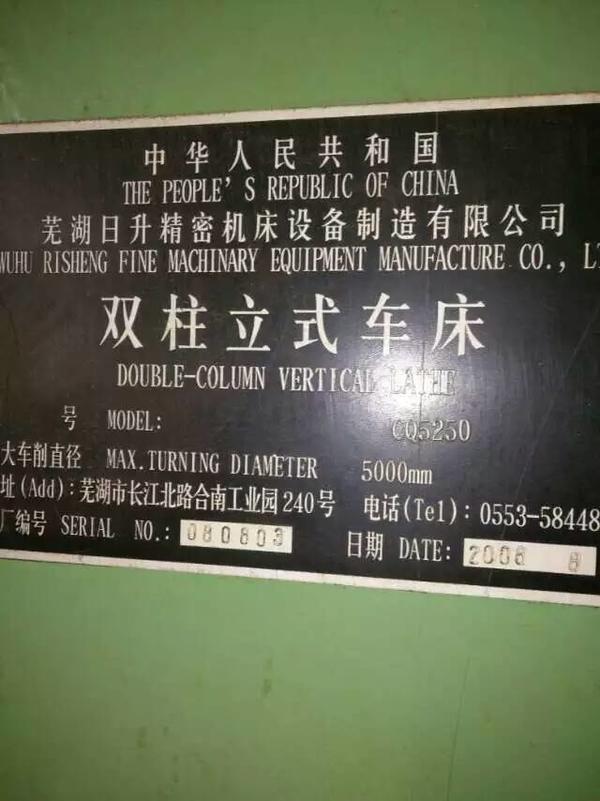 中华人民共和国
THE PEOPLE'S REPUBLIC OF CHINA
芜湖日升精密机床设备制造有限公司
WUHU RISHENG FINE MACHINARY EQUIPMENT MANUFACTURE CO., LT
双柱立式车床
DOUBLE-COLUMN VERTICAL LATHE
号 MODEL: CQ5250
大车削直径 MAX.TURNING DIAMETER 5000mm
址(Add):芜湖市长江北路合南工业园240号 电话(Tel):0553-58448
厂编号 SERIAL NO.: 080803 日期 DATE: 2008 8